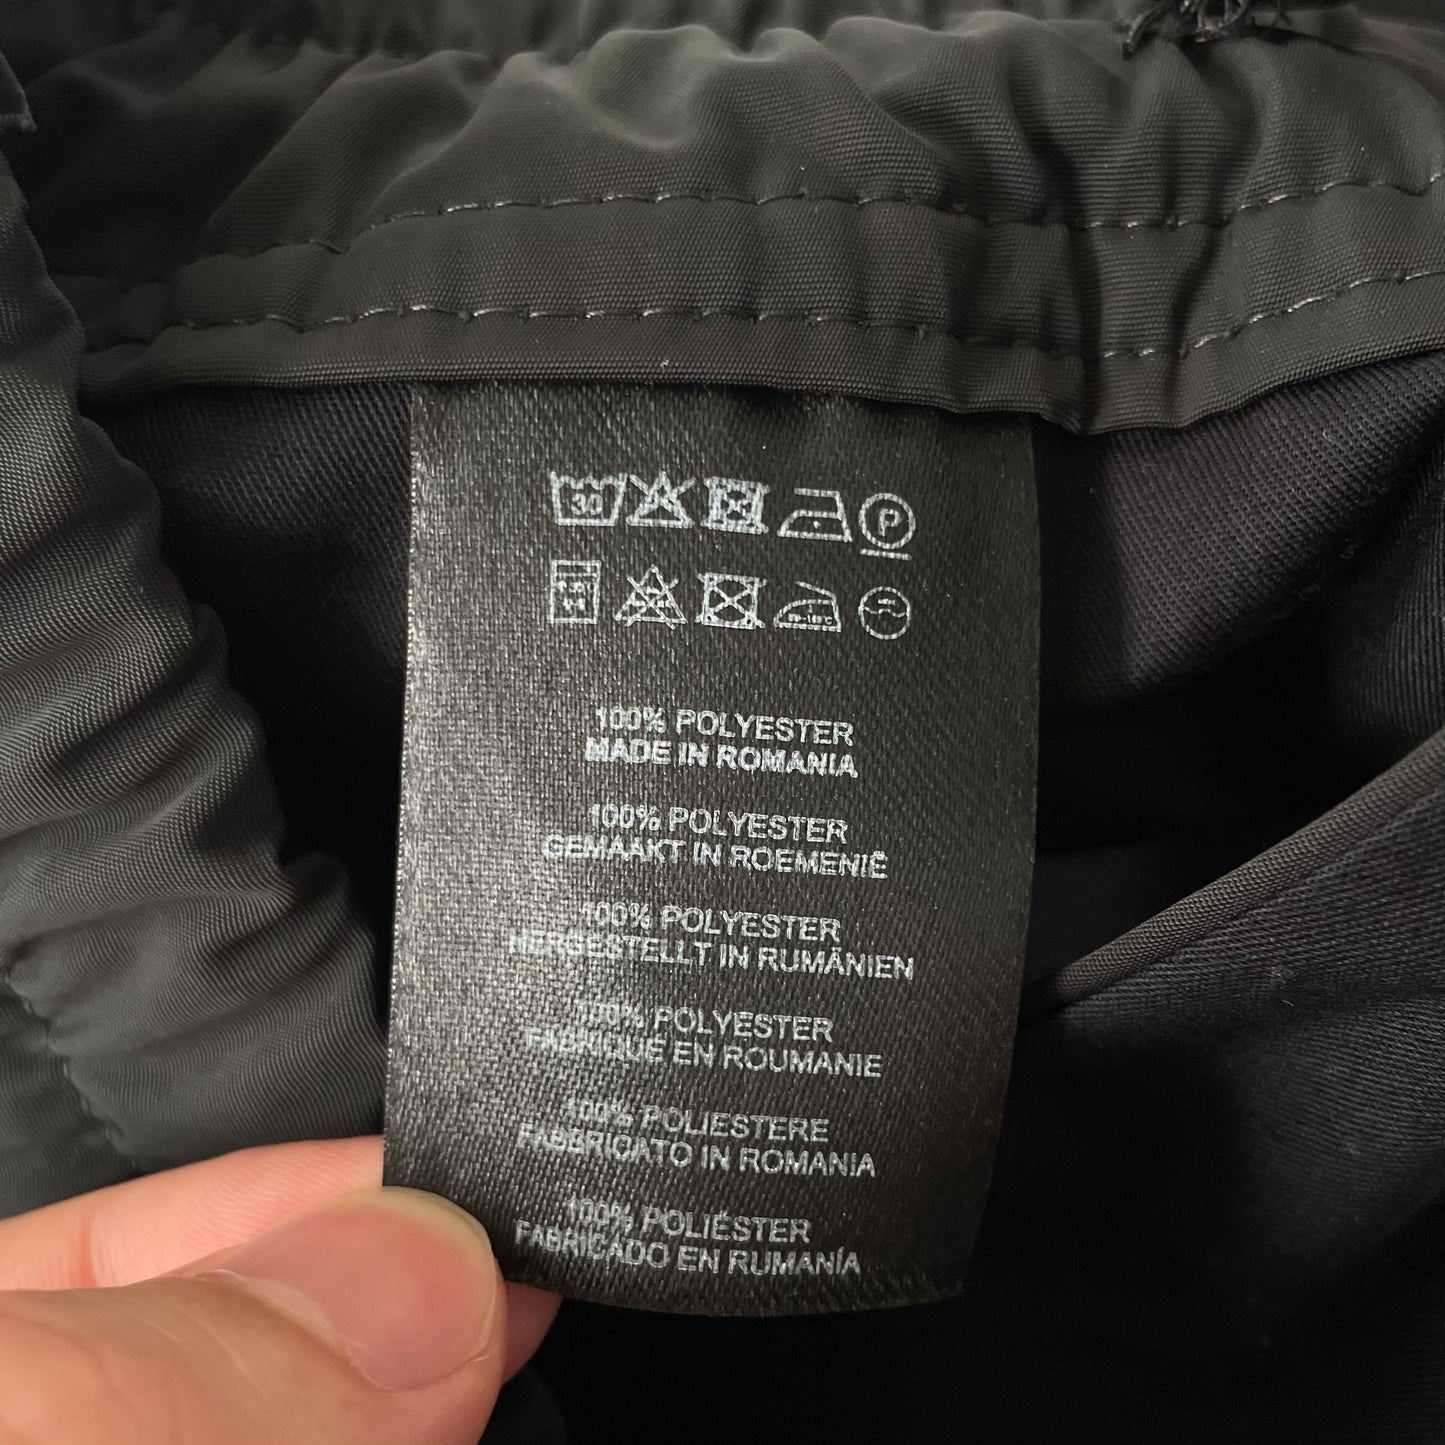 30
P
100% POLYESTER
MADE IN ROMANIA
100% POLYESTER
GEMAAKT IN ROEMENIË
100% POLYESTER
HERGESTELLT IN RUMÄNIEN
100% POLYESTER
FABRIQUÉ EN ROUMANIE
100% POLIESTERE
FABBRICATO IN ROMANIA
100% POLIÉSTER
FABRICADO EN RUMANÍA